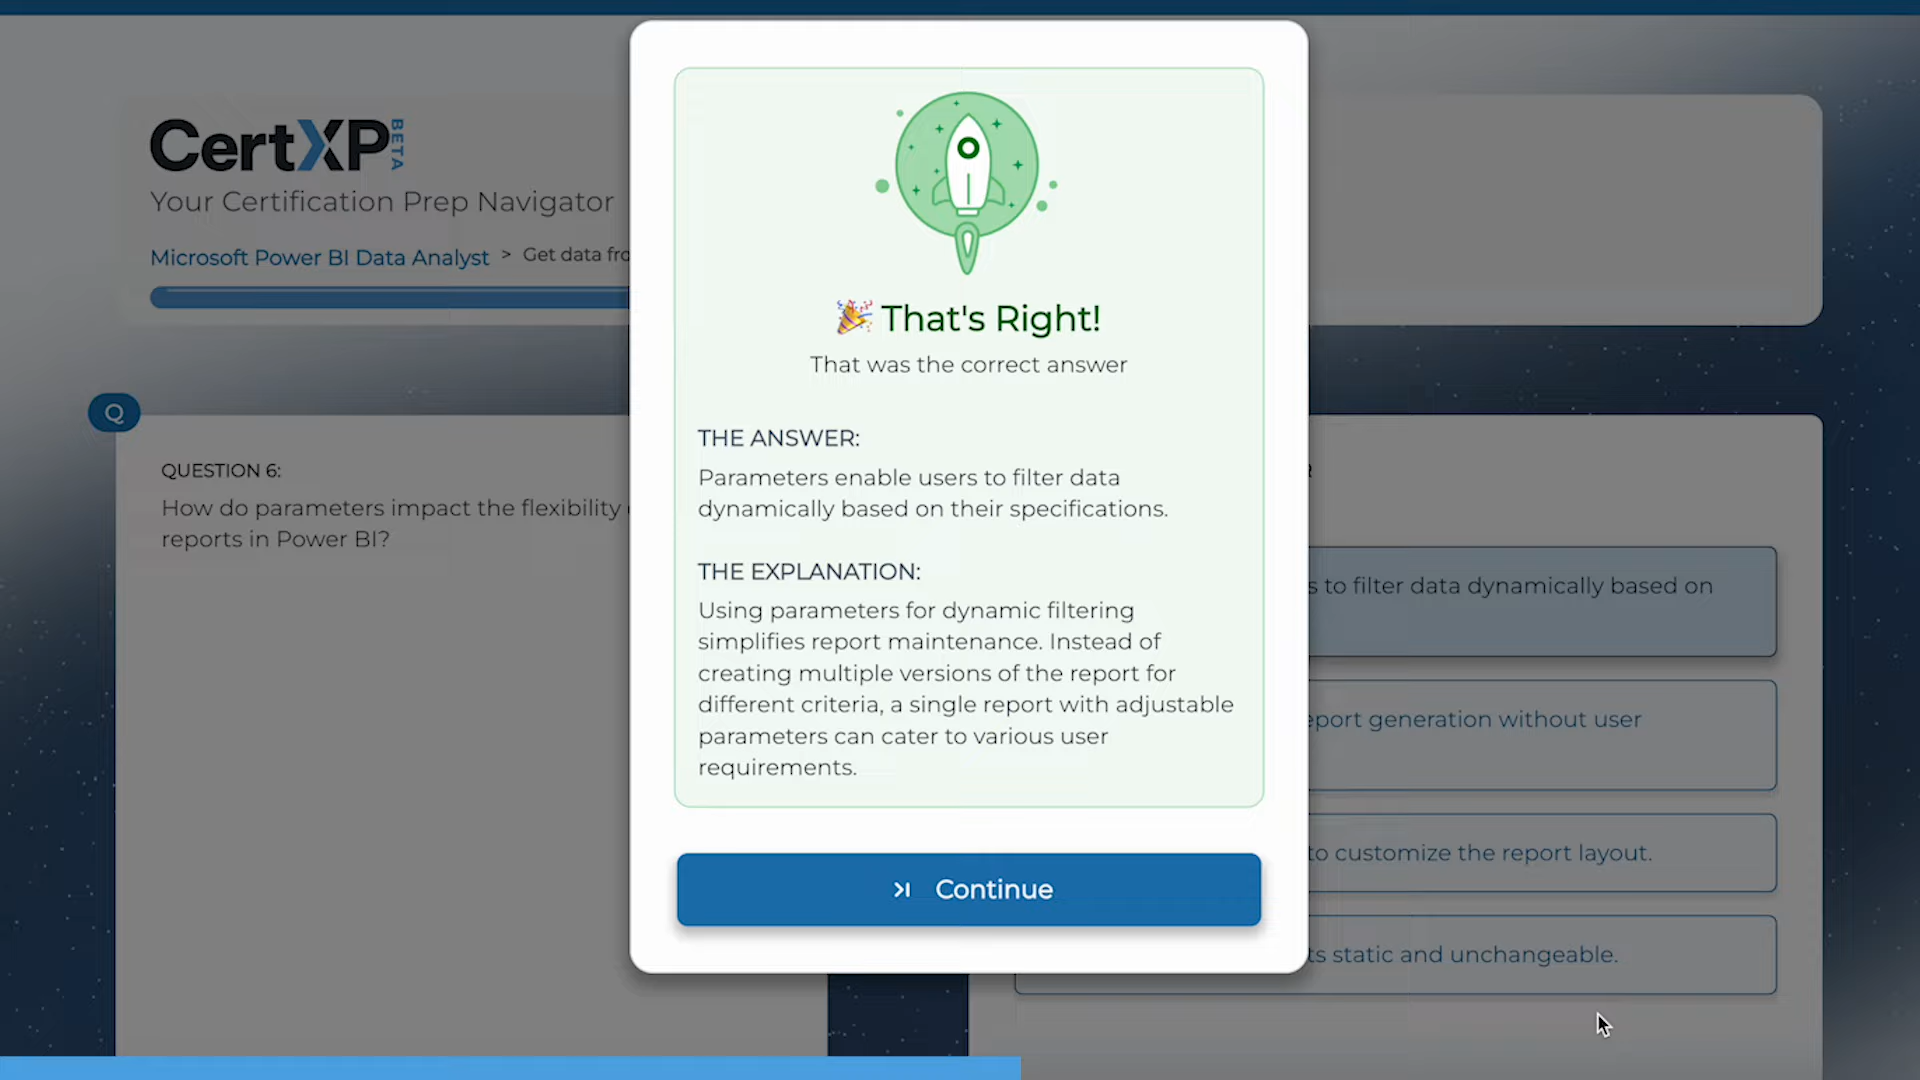 CertXP BETA
Your Certification Prep Navigator
Microsoft Power BI Data Analyst > Get data
Q
QUESTION 6:
How do parameters impact the flexibility
reports in Power BI?
That's Right!
That was the correct answer
THE ANSWER:
Parameters enable users to filter data
dynamically based on their specifications.
THE EXPLANATION:
Using parameters for dynamic filtering
simplifies report maintenance. Instead of
creating multiple versions of the report for
different criteria, a single report with adjustable
parameters can cater to various user
requirements.
Continue
to filter data dynamically based on
generation without user
to customize the report layout.
static and unchangeable.